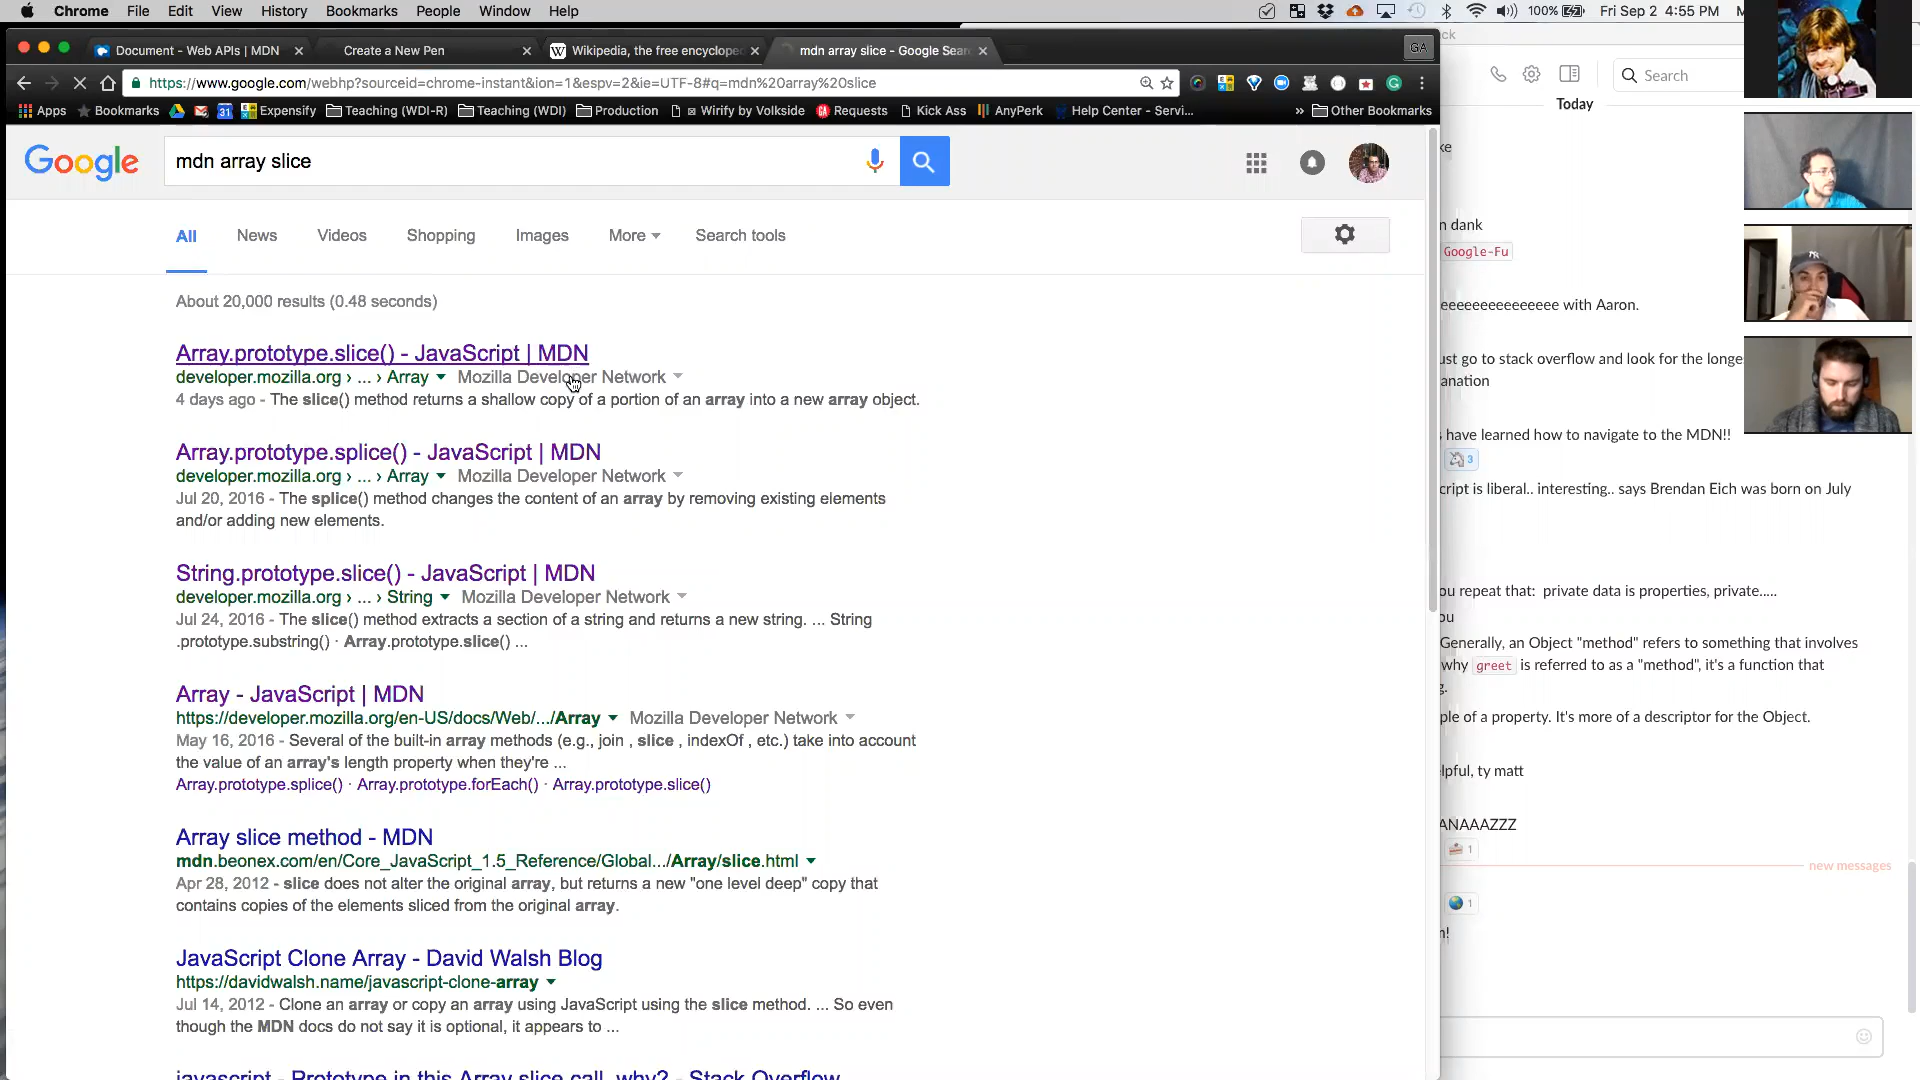 Chrome File Edit View History Bookmarks People Window Help
100% Fri Sep 2 4:55 PM
Document - Web APIs | MDN
Create a New Pen
Wikipedia, the free encyclope
mdn array slice - Google Sear
GA
https://www.google.com/webhp?sourceid=chrome-instant&ion=1&espv=2&ie=UTF-8#q=mdn%20array%20slice
Apps Bookmarks 31 Expensify Teaching (WDI-R) Teaching (WDI) Production Wirify by Volkside Requests Kick Ass AnyPerk Help Center - Servi... » Other Bookmarks
Google
mdn array slice
All News Videos Shopping Images More Search tools
About 20,000 results (0.48 seconds)
Array.prototype.slice() - JavaScript | MDN
developer.mozilla.org › ... › Array Mozilla Developer Network
4 days ago - The slice() method returns a shallow copy of a portion of an array into a new array object.
Array.prototype.splice() - JavaScript | MDN
developer.mozilla.org › ... › Array Mozilla Developer Network
Jul 20, 2016 - The splice() method changes the content of an array by removing existing elements
and/or adding new elements.
String.prototype.slice() - JavaScript | MDN
developer.mozilla.org › ... › String Mozilla Developer Network
Jul 24, 2016 - The slice() method extracts a section of a string and returns a new string. ... String
.prototype.substring() · Array.prototype.slice() ...
Array - JavaScript | MDN
https://developer.mozilla.org/en-US/docs/Web/.../Array Mozilla Developer Network
May 16, 2016 - Several of the built-in array methods (e.g., join , slice , indexOf , etc.) take into account
the value of an array's length property when they're ...
Array.prototype.splice() · Array.prototype.forEach() · Array.prototype.slice()
Array slice method - MDN
mdn.beonex.com/en/Core_JavaScript_1.5_Reference/Global.../Array/slice.html
Apr 28, 2012 - slice does not alter the original array, but returns a new "one level deep" copy that
contains copies of the elements sliced from the original array.
JavaScript Clone Array - David Walsh Blog
https://davidwalsh.name/javascript-clone-array
Jul 14, 2012 - Clone an array or copy an array using JavaScript using the slice method. ... So even
though the MDN docs do not say it is optional, it appears to ...
javascript - Prototype in this Array slice call, why? - Stack Overflow
ck
Search
Today
ke
n dank
Google-Fu
eeeeeeeeeeeeee with Aaron.
ust go to stack overflow and look for the longes
anation
have learned how to navigate to the MDN!!
3
cript is liberal.. interesting.. says Brendan Eich was born on July
ou repeat that: private data is properties, private.....
ou
Generally, an Object "method" refers to something that involves
why greet is referred to as a "method", it's a function that
g.
ple of a property. It's more of a descriptor for the Object.
lpful, ty matt
ANAAAZZZ
1
new messages
1
n!